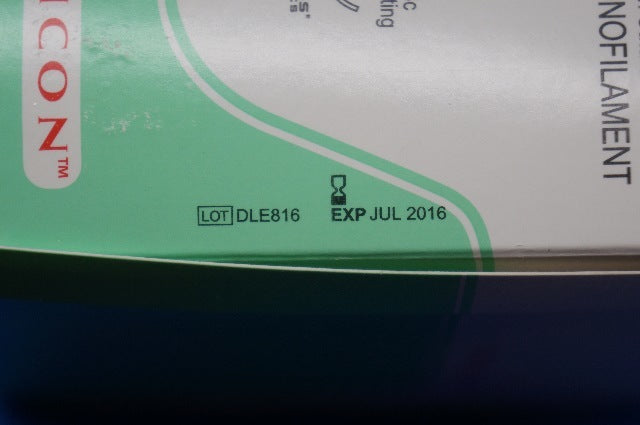 ICON™
NOFILAMENT
LOT DLE816
EXP JUL 2016